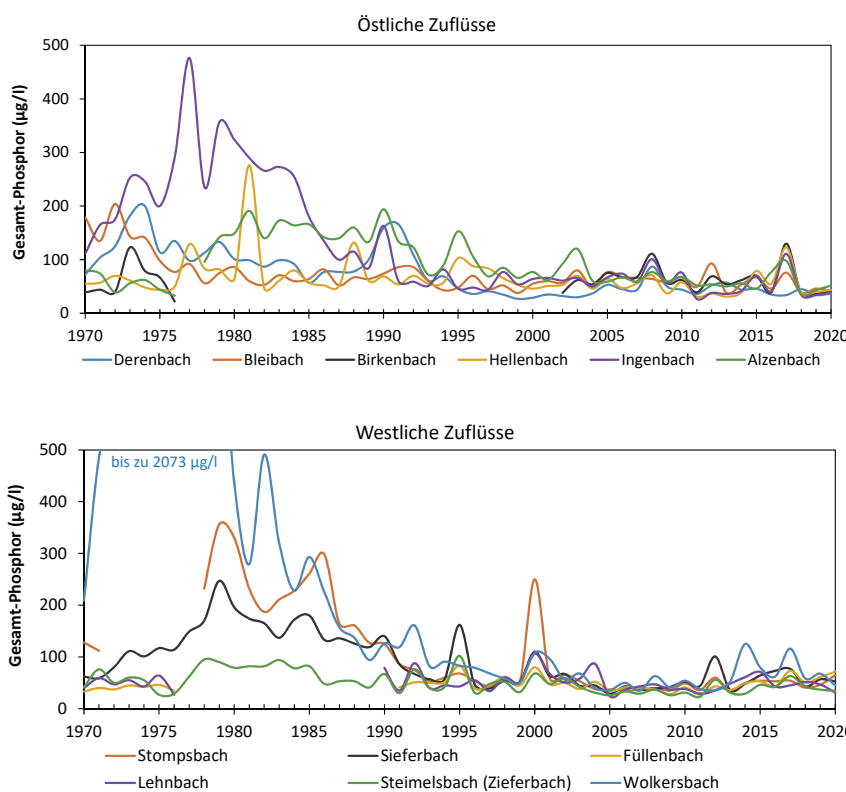 Östliche Zuflüsse
Gesamt-Phosphor (µg/l)
500
400
300
200
100
0
1970 1975 1980 1985 1990 1995 2000 2005 2010 2015 2020
Derenbach Bleibach Birkenbach Hellenbach Ingenbach Alzenbach
Westliche Zuflüsse
Gesamt-Phosphor (µg/l)
500
bis zu 2073 µg/l
400
300
200
100
0
1970 1975 1980 1985 1990 1995 2000 2005 2010 2015 2020
Stompsbach Sieferbach Füllenbach
Lehnbach Steimelsbach (Zieferbach) Wolkersbach